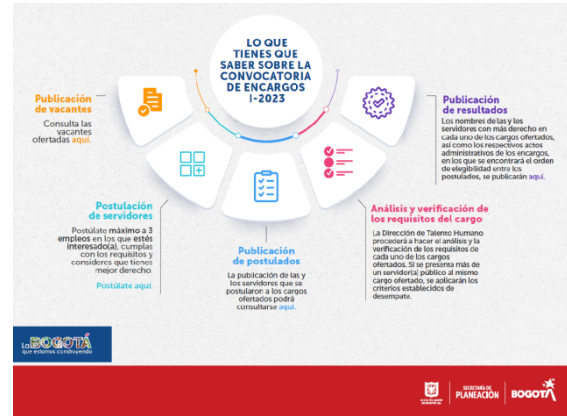 LO QUE
TIENES QUE
SABER SOBRE LA
CONVOCATORIA
DE ENCARGOS
I-2023
Publicación
de vacantes
Consulta las
vacantes
ofertadas aquí.
Postulación
de servidores
Postúlate máximo a 3
empleos en los que estés
interesado(a), cumplas
con los requisitos y
consideres que tienes
mejor derecho.
Postúlate aquí.
Publicación
de postulados
La publicación de las y
los servidores que se
postularon a los cargos
ofertados podrá
consultarse aquí.
Análisis y verificación de
los requisitos del cargo
La Dirección de Talento Humano
procederá a hacer el análisis y la
verificación de los requisitos de
cada uno de los cargos
ofertados. Si se presenta más de
un servidor(a) público al mismo
cargo ofertado, se aplicarán los
criterios establecidos de
desempate.
Publicación
de resultados
Los nombres de las y los
servidores con más derecho en
cada uno de los cargos ofertados,
así como los respectivos actos
administrativos de los encargos,
en los que se encontrará el orden
de elegibilidad entre los
postulados, se publicarán aquí.
La BOGOTÁ
que estamos construyendo
SECRETARÍA DE
PLANEACIÓN
BOGOTÁ